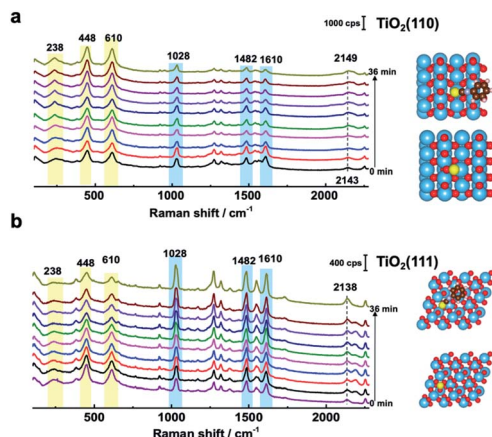 a
1000 cps
TiO2(110)
238
448
610
1028
1482
1610
2149
36 min
0 min
2143
500
1000
1500
2000
Raman shift / cm-1
b
400 cps
TiO2(111)
238
448
610
1028
1482
1610
2138
36 min
0 min
500
1000
1500
2000
Raman shift / cm-1